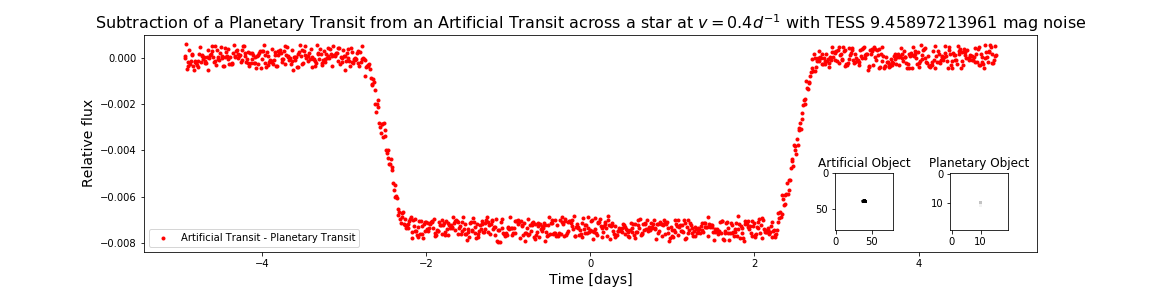 Subtraction of a Planetary Transit from an Artificial Transit across a star at v = 0.4d⁻¹ with TESS 9.45897213961 mag noise
Relative flux
0.000
−0.002
−0.004
−0.006
−0.008
Artificial Object
0
50
0 50
Planetary Object
0
10
0 10
Artificial Transit - Planetary Transit
−4 −2 0 2 4
Time [days]